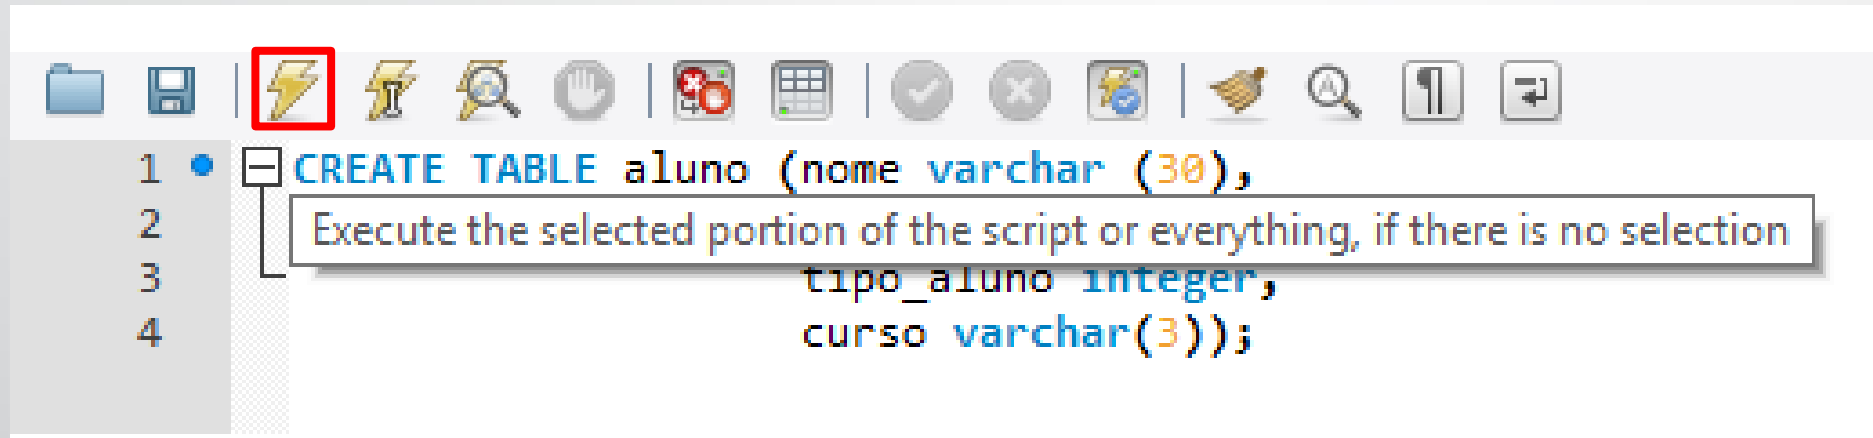 1 CREATE TABLE aluno (nome varchar (30),
2
Execute the selected portion of the script or everything, if there is no selection
3 tipo_aluno integer,
4 curso varchar(3));